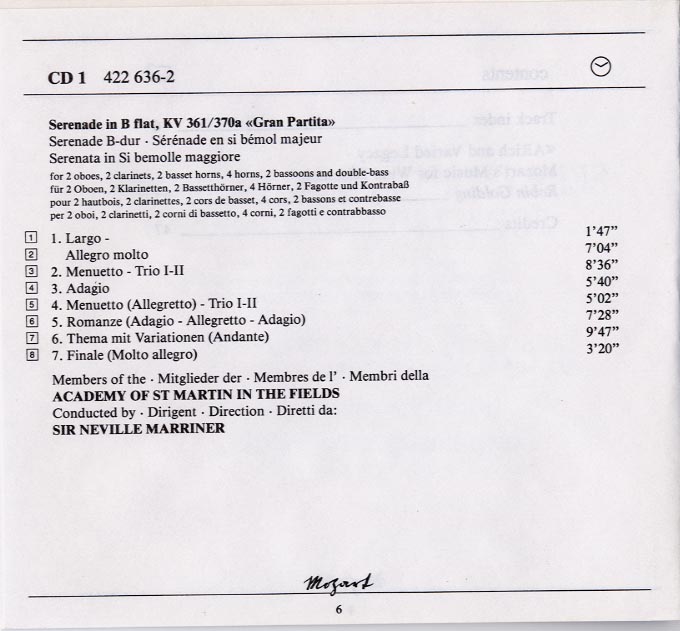 CD 1 422 636-2
Serenade in B flat, KV 361/370a «Gran Partita»
Serenade B-dur · Sérénade en si bémol majeur
Serenata in Si bemolle maggiore
for 2 oboes, 2 clarinets, 2 basset horns, 4 horns, 2 bassoons and double-bass
für 2 Oboen, 2 Klarinetten, 2 Bassetthörner, 4 Hörner, 2 Fagotte und Kontrabaß
pour 2 hautbois, 2 clarinettes, 2 cors de basset, 4 cors, 2 bassons et contrebasse
per 2 oboi, 2 clarinetti, 2 corni di bassetto, 4 corni, 2 fagotti e contrabbasso
1 1. Largo - 1'47"
2 Allegro molto 7'04"
3 2. Menuetto - Trio I-II 8'36"
4 3. Adagio 5'40"
5 4. Menuetto (Allegretto) - Trio I-II 5'02"
6 5. Romanze (Adagio - Allegretto - Adagio) 7'28"
7 6. Thema mit Variationen (Andante) 9'47"
8 7. Finale (Molto allegro) 3'20"
Members of the · Mitglieder der · Membres de l' · Membri della
ACADEMY OF ST MARTIN IN THE FIELDS
Conducted by · Dirigent · Direction · Diretti da:
SIR NEVILLE MARRINER
Mozart
6